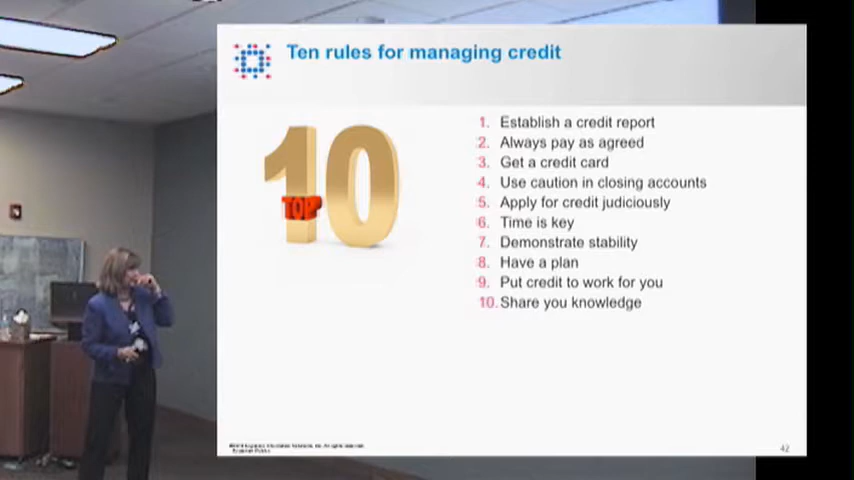 Ten rules for managing credit
TOP
10
1. Establish a credit report
2. Always pay as agreed
3. Get a credit card
4. Use caution in closing accounts
5. Apply for credit judiciously
6. Time is key
7. Demonstrate stability
8. Have a plan
9. Put credit to work for you
10. Share you knowledge
42